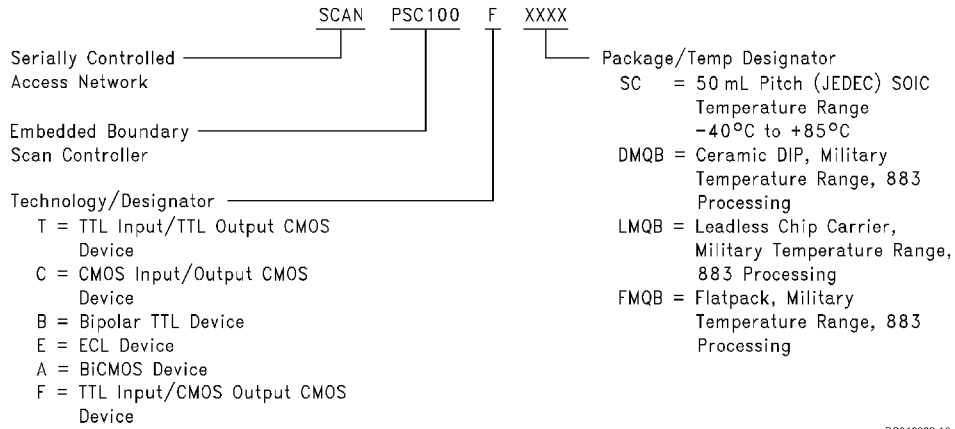 SCAN PSC100 F XXXX
Serially Controlled
Access Network
Embedded Boundary
Scan Controller
Technology/Designator
T = TTL Input/TTL Output CMOS
Device
C = CMOS Input/Output CMOS
Device
B = Bipolar TTL Device
E = ECL Device
A = BiCMOS Device
F = TTL Input/CMOS Output CMOS
Device
Package/Temp Designator
SC = 50 mL Pitch (JEDEC) SOIC
Temperature Range
-40°C to +85°C
DMQB = Ceramic DIP, Military
Temperature Range, 883
Processing
LMQB = Leadless Chip Carrier,
Military Temperature Range,
883 Processing
FMQB = Flatpack, Military
Temperature Range, 883
Processing